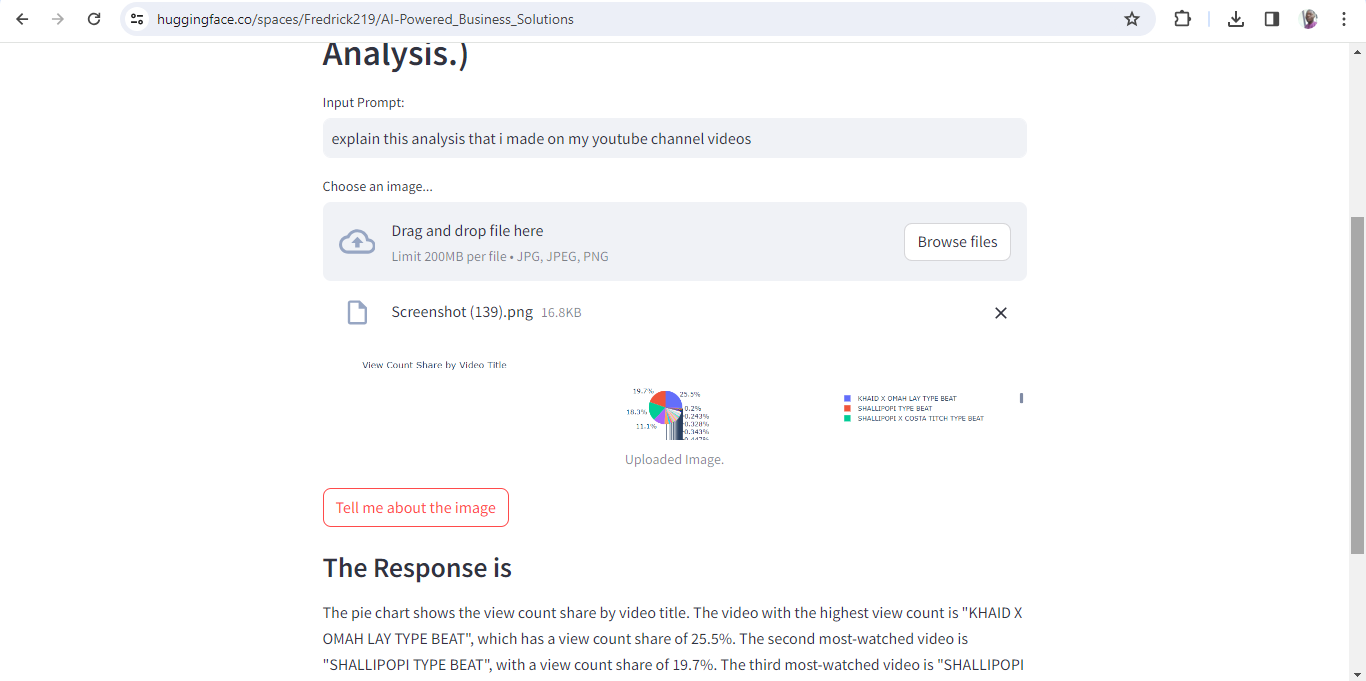 huggingface.co/spaces/Fredrick219/AI-Powered_Business_Solutions
Analysis.)
Input Prompt:
explain this analysis that i made on my youtube channel videos
Choose an image...
Drag and drop file here
Limit 200MB per file • JPG, JPEG, PNG
Browse files
Screenshot (139).png 16.8KB
View Count Share by Video Title
19.7%
25.5%
0.2%
0.243%
0.328%
0.343%
18.3%
11.1%
KHAID X OMAH LAY TYPE BEAT
SHALLIPOPI TYPE BEAT
SHALLIPOPI X COSTA TITCH TYPE BEAT
Uploaded Image.
Tell me about the image
The Response is
The pie chart shows the view count share by video title. The video with the highest view count is "KHAID X
OMAH LAY TYPE BEAT", which has a view count share of 25.5%. The second most-watched video is
"SHALLIPOPI TYPE BEAT", with a view count share of 19.7%. The third most-watched video is "SHALLIPOPI